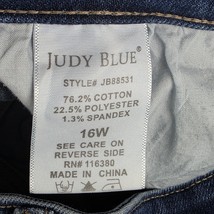 JUDY BLUE®
STYLE# JB88531
76.2% COTTON
22.5% POLYESTER
1.3% SPANDEX
16W
SEE CARE ON
REVERSE SIDE
RN# 116380
MADE IN CHINA